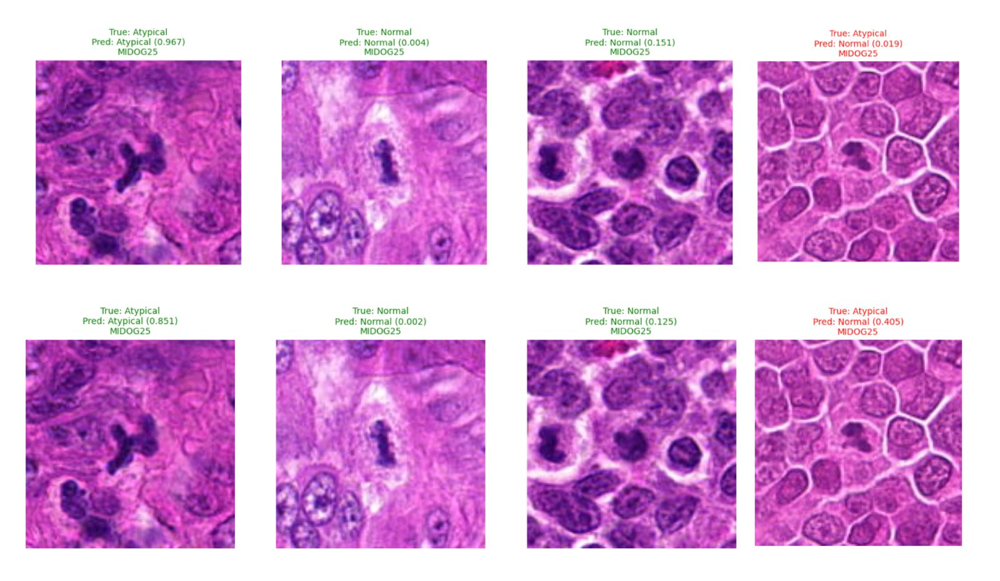 True: Atypical
Pred: Atypical (0.967)
MIDOG25
True: Normal
Pred: Normal (0.004)
MIDOG25
True: Normal
Pred: Normal (0.151)
MIDOG25
True: Atypical
Pred: Normal (0.019)
MIDOG25
True: Atypical
Pred: Atypical (0.851)
MIDOG25
True: Normal
Pred: Normal (0.002)
MIDOG25
True: Normal
Pred: Normal (0.125)
MIDOG25
True: Atypical
Pred: Normal (0.405)
MIDOG25